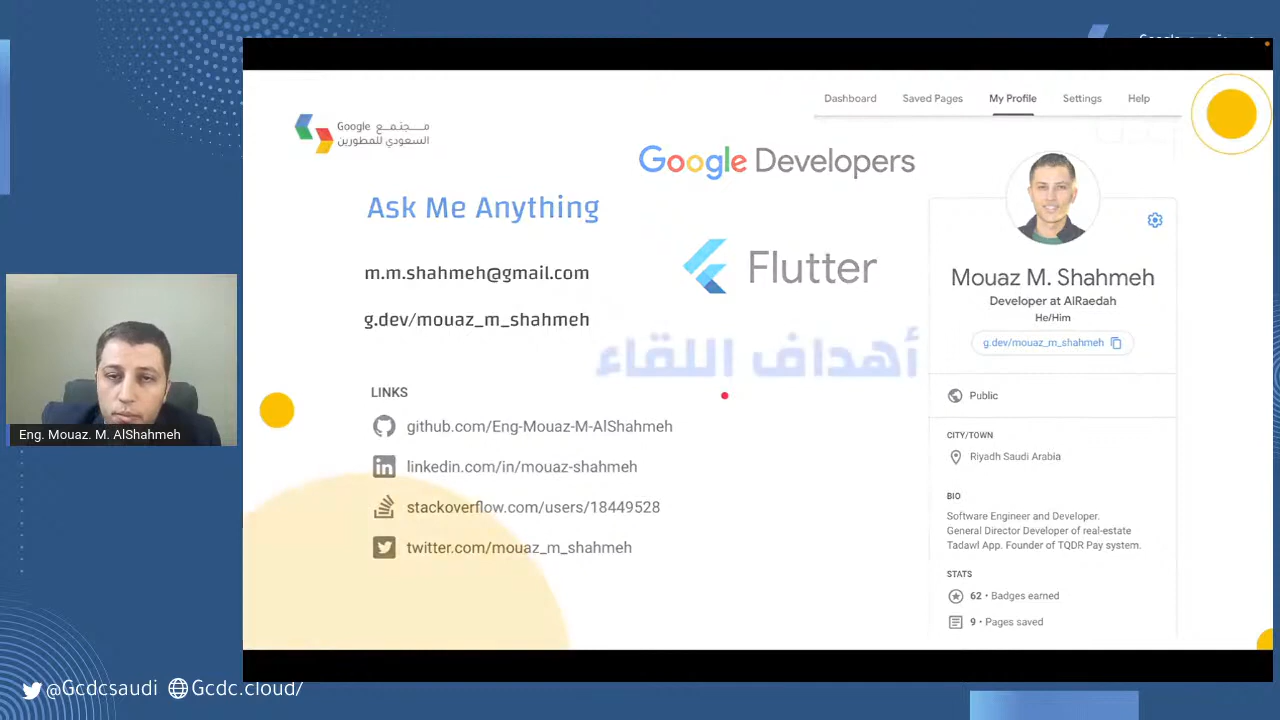 Google
Dashboard Saved Pages My Profile Settings Help
Google مجتمع
السعودي للمطورين
Google Developers
Ask Me Anything
m.m.shahmeh@gmail.com
g.dev/mouaz_m_shahmeh
Flutter
أهداف اللقاء
LINKS
github.com/Eng-Mouaz-M-AlShahmeh
linkedin.com/in/mouaz-shahmeh
stackoverflow.com/users/18449528
twitter.com/mouaz_m_shahmeh
Mouaz M. Shahmeh
Developer at AlRaedah
He/Him
g.dev/mouaz_m_shahmeh
Public
CITY/TOWN
Riyadh Saudi Arabia
BIO
Software Engineer and Developer.
General Director Developer of real-estate
Tadawl App. Founder of TQDR Pay system.
STATS
62 • Badges earned
9 • Pages saved
Eng. Mouaz. M. AlShahmeh
@Gcdcsaudi Gcdc.cloud/